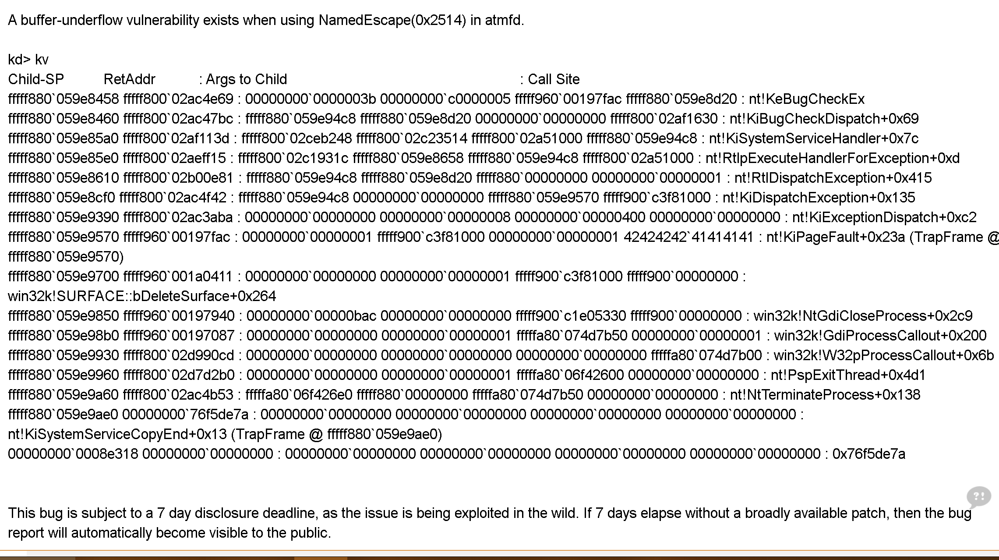 A buffer-underflow vulnerability exists when using NamedEscape(0x2514) in atmfd.
kd> kv
Child-SP RetAddr : Args to Child : Call Site
fffff880`059e8458 fffff800`02ac4e69 : 00000000`0000003b 00000000`c0000005 fffff960`00197fac fffff880`059e8d20 : nt!KeBugCheckEx
fffff880`059e8460 fffff800`02ac47bc : fffff880`059e94c8 fffff880`059e8d20 00000000`00000000 fffff800`02af1630 : nt!KiBugCheckDispatch+0x69
fffff880`059e85a0 fffff800`02af113d : fffff800`02ceb248 fffff800`02c23514 fffff800`02a51000 fffff880`059e94c8 : nt!KiSystemServiceHandler+0x7c
fffff880`059e85e0 fffff800`02aeff15 : fffff800`02c1931c fffff880`059e8658 fffff880`059e94c8 fffff800`02a51000 : nt!RtlpExecuteHandlerForException+0xd
fffff880`059e8610 fffff800`02b00e81 : fffff880`059e94c8 fffff880`059e8d20 fffff880`00000000 00000000`00000001 : nt!RtlDispatchException+0x415
fffff880`059e8cf0 fffff800`02ac4f42 : fffff880`059e94c8 00000000`00000000 fffff880`059e9570 fffff900`c3f81000 : nt!KiDispatchException+0x135
fffff880`059e9390 fffff800`02ac3aba : 00000000`00000000 00000000`00000008 00000000`00000400 00000000`00000000 : nt!KiExceptionDispatch+0xc2
fffff880`059e9570 fffff960`00197fac : 00000000`00000001 fffff900`c3f81000 00000000`00000001 42424242`41414141 : nt!KiPageFault+0x23a (TrapFrame @
fffff880`059e9570)
fffff880`059e9700 fffff960`001a0411 : 00000000`00000000 00000000`00000001 fffff900`c3f81000 fffff900`00000000 :
win32k!SURFACE::bDeleteSurface+0x264
fffff880`059e9850 fffff960`00197940 : 00000000`00000bac 00000000`00000000 fffff900`c1e05330 fffff900`00000000 : win32k!NtGdiCloseProcess+0x2c9
fffff880`059e98b0 fffff960`00197087 : 00000000`00000000 00000000`00000001 fffffa80`074d7b50 00000000`00000001 : win32k!GdiProcessCallout+0x200
fffff880`059e9930 fffff800`02d990cd : 00000000`00000000 00000000`00000000 00000000`00000000 fffffa80`074d7b00 : win32k!W32pProcessCallout+0x6b
fffff880`059e9960 fffff800`02d7d2b0 : 00000000`00000000 00000000`00000001 fffffa80`06f42600 00000000`00000000 : nt!PspExitThread+0x4d1
fffff880`059e9a60 fffff800`02ac4b53 : fffffa80`06f426e0 fffff880`00000000 fffffa80`074d7b50 00000000`00000000 : nt!NtTerminateProcess+0x138
fffff880`059e9ae0 00000000`76f5de7a : 00000000`00000000 00000000`00000000 00000000`00000000 00000000`00000000 :
nt!KiSystemServiceCopyEnd+0x13 (TrapFrame @ fffff880`059e9ae0)
00000000`0008e318 00000000`00000000 : 00000000`00000000 00000000`00000000 00000000`00000000 00000000`00000000 : 0x76f5de7a
?!
This bug is subject to a 7 day disclosure deadline, as the issue is being exploited in the wild. If 7 days elapse without a broadly available patch, then the bug
report will automatically become visible to the public.